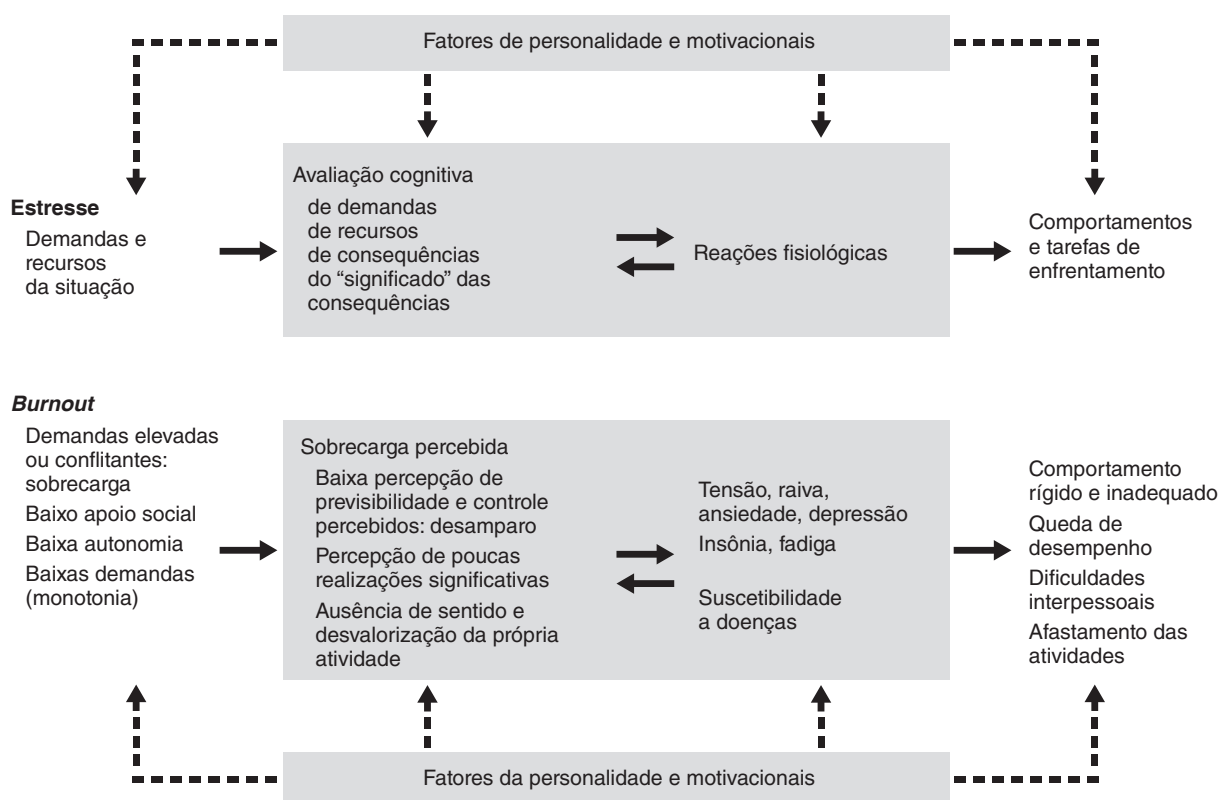 Fatores de personalidade e motivacionais
Estresse
Demandas e
recursos
da situação
Avaliação cognitiva
de demandas
de recursos
de consequências
do “significado” das
consequências
Reações fisiológicas
Comportamentos
e tarefas de
enfrentamento
Burnout
Demandas elevadas
ou conflitantes:
sobrecarga
Baixo apoio social
Baixa autonomia
Baixas demandas
(monotonia)
Sobrecarga percebida
Baixa percepção de
previsibilidade e controle
percebidos: desamparo
Percepção de poucas
realizações significativas
Ausência de sentido e
desvalorização da própria
atividade
Tensão, raiva,
ansiedade, depressão
Insônia, fadiga
Suscetibilidade
a doenças
Comportamento
rígido e inadequado
Queda de
desempenho
Dificuldades
interpessoais
Afastamento das
atividades
Fatores da personalidade e motivacionais